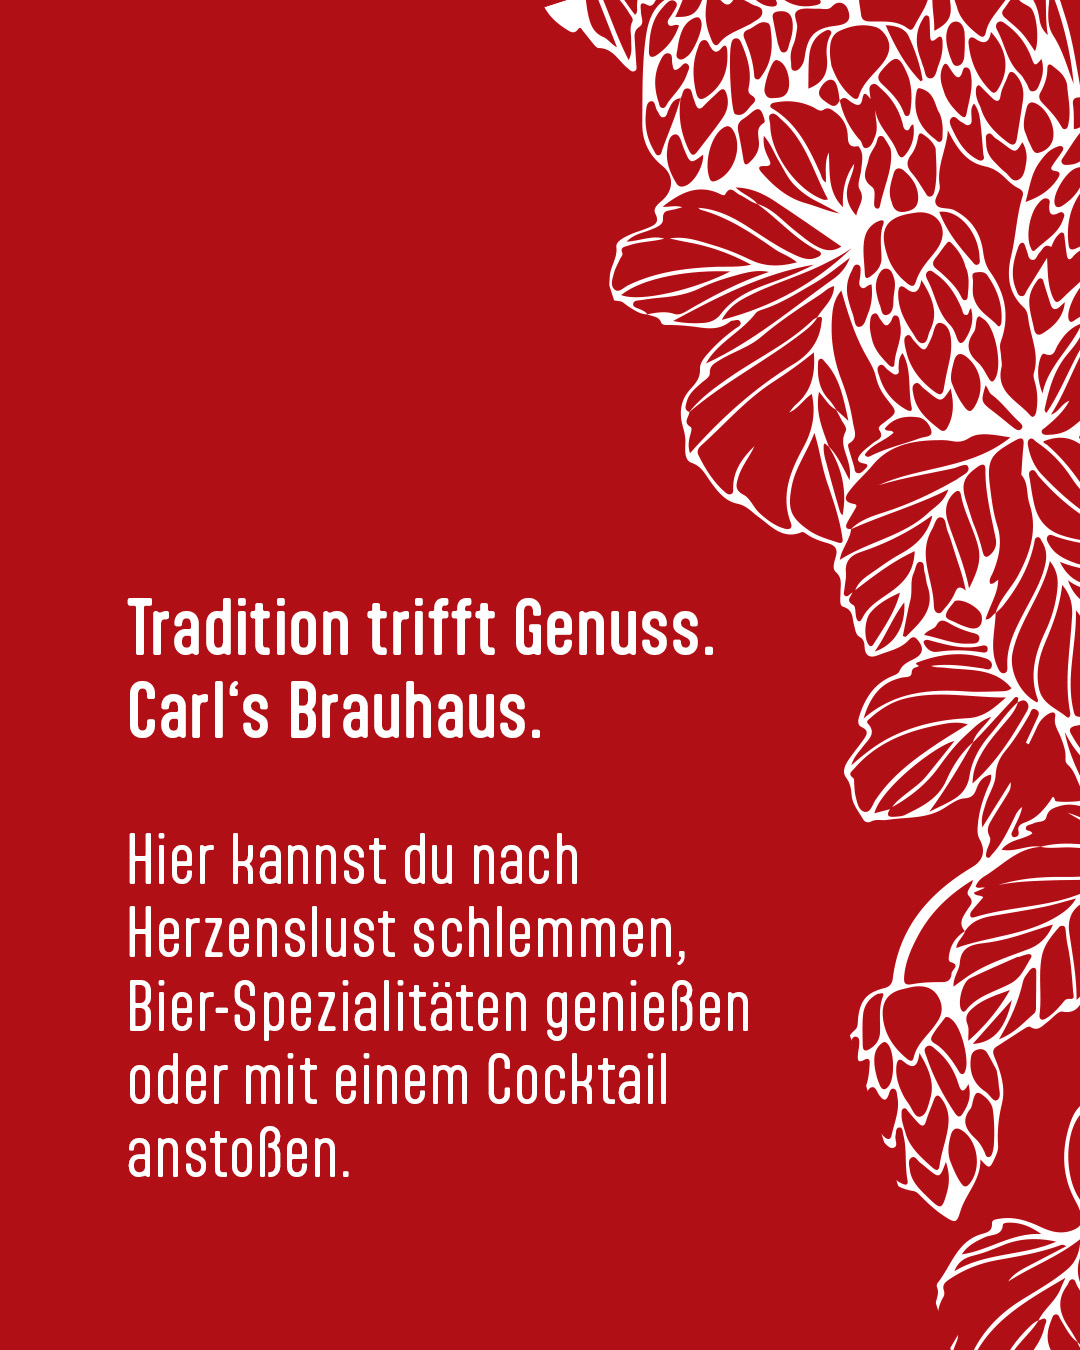 Tradition trifft Genuss.
Carl‘s Brauhaus.
Hier kannst du nach
Herzenslust schlemmen,
Bier-Spezialitäten genießen
oder mit einem Cocktail
anstoßen.